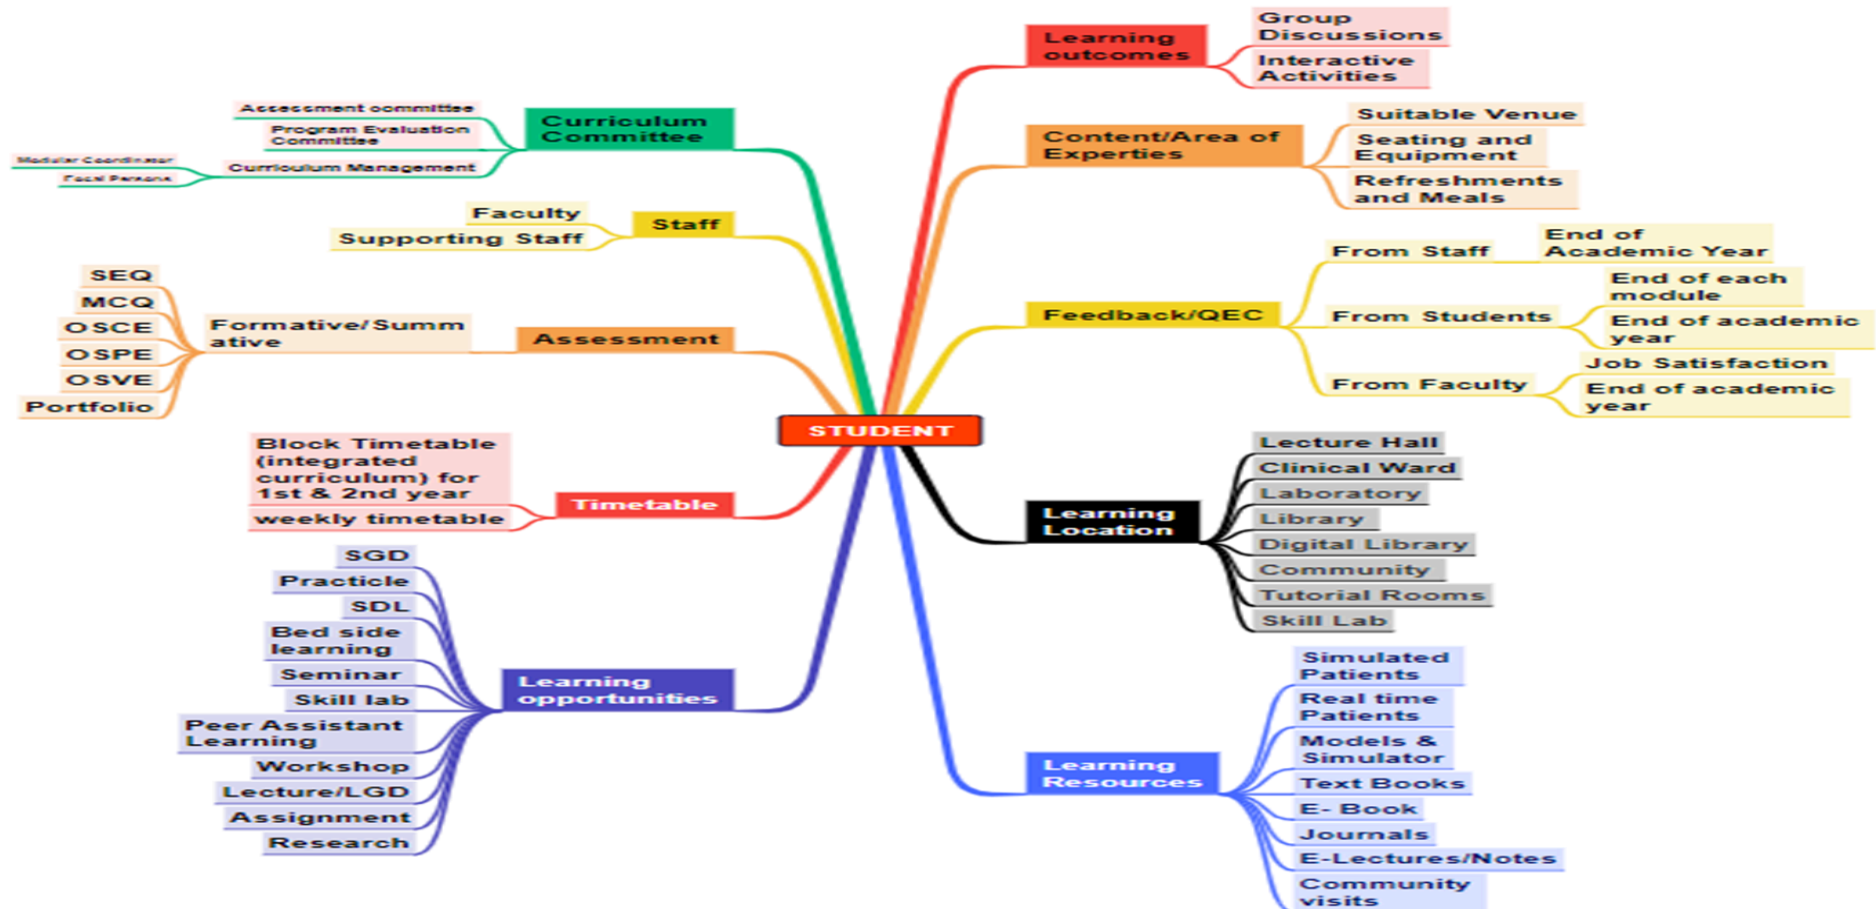 STUDENT
Learning
outcomes
Group
Discussions
Interactive
Activities
Content/Area of
Experties
Suitable Venue
Seating and
Equipment
Refreshments
and Meals
Feedback/QEC
From Staff
End of
Academic Year
From Students
End of each
module
End of academic
year
From Faculty
Job Satisfaction
End of academic
year
Learning
Location
Lecture Hall
Clinical Ward
Laboratory
Library
Digital Library
Community
Tutorial Rooms
Skill Lab
Learning
Resources
Simulated
Patients
Real time
Patients
Models &
Simulator
Text Books
E- Book
Journals
E-Lectures/Notes
Community
visits
Curriculum
Committee
Assessment committee
Program Evaluation
Committee
Curriculum Management
Modular Coordinator
Focal Persons
Staff
Faculty
Supporting Staff
Assessment
Formative/Summ
ative
SEQ
MCQ
OSCE
OSPE
OSVE
Portfolio
Timetable
Block Timetable
(integrated
curriculum) for
1st & 2nd year
weekly timetable
Learning
opportunities
SGD
Practicle
SDL
Bed side
learning
Seminar
Skill lab
Peer Assistant
Learning
Workshop
Lecture/LGD
Assignment
Research